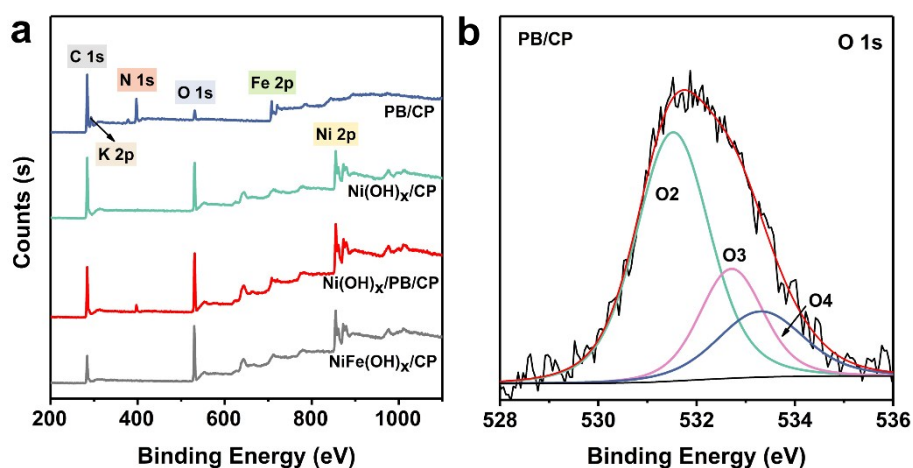 a
C 1s
N 1s
O 1s
Fe 2p
PB/CP
K 2p
Ni 2p
Ni(OH)x/CP
Ni(OH)x/PB/CP
NiFe(OH)x/CP
Counts (s)
200 400 600 800 1000
Binding Energy (eV)
b
PB/CP O 1s
O2
O3
O4
528 530 532 534 536
Binding Energy (eV)